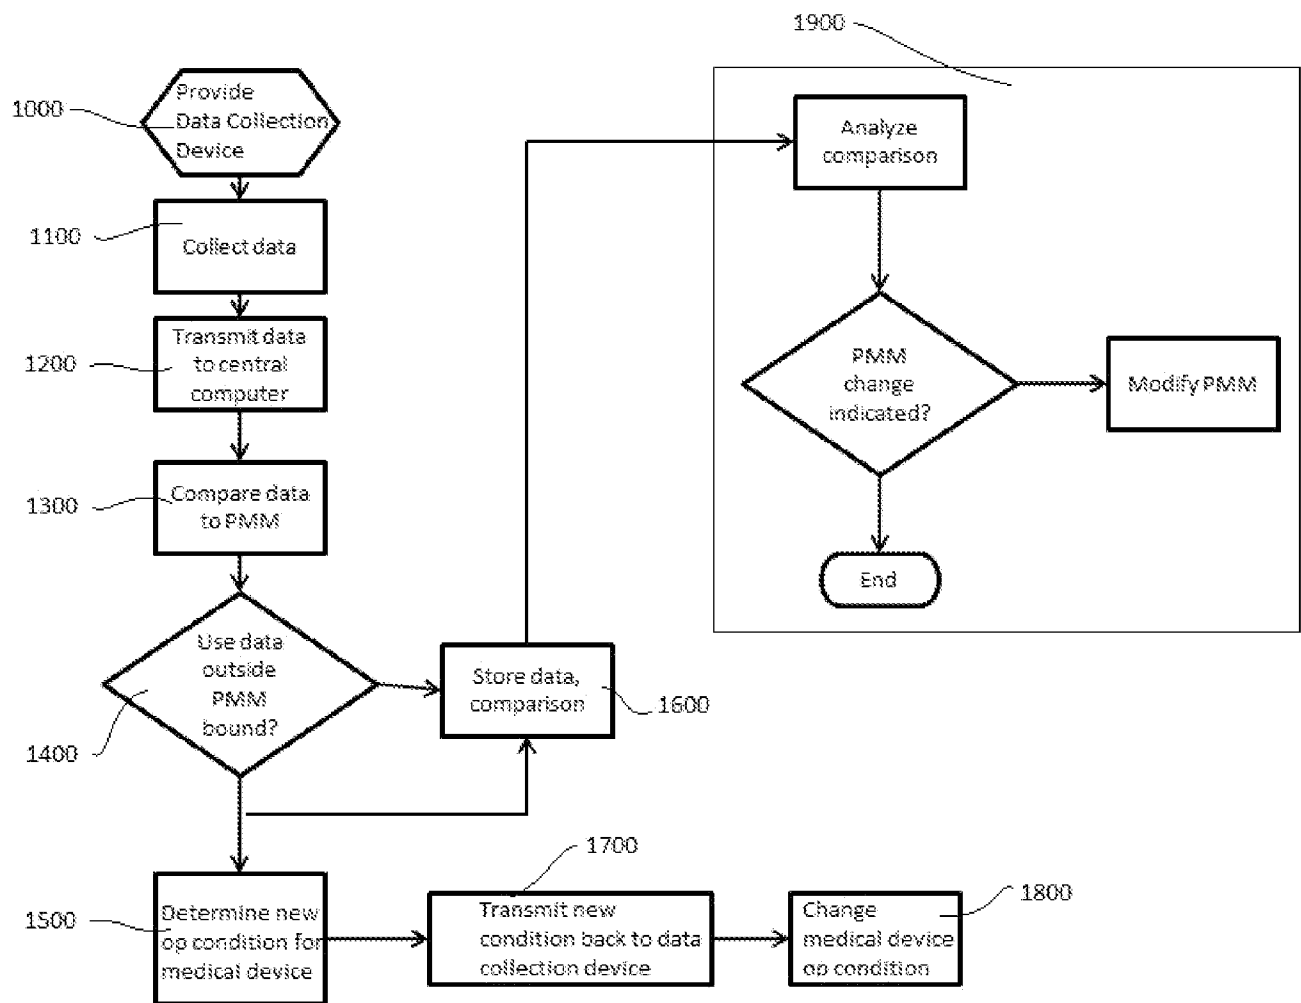 1900
1000
Provide
Data Collection
Device
Analyze
comparison
1100
Collect data
1200
Transmit data
to central
computer
PMM
change
indicated?
Modify PMM
1300
Compare data
to PMM
End
Use data
outside
PMM
bound?
1400
Store data,
comparison
1600
1700
1500
Determine new
op condition for
medical device
Transmit new
condition back to data
collection device
1800
Change
medical device
op condition